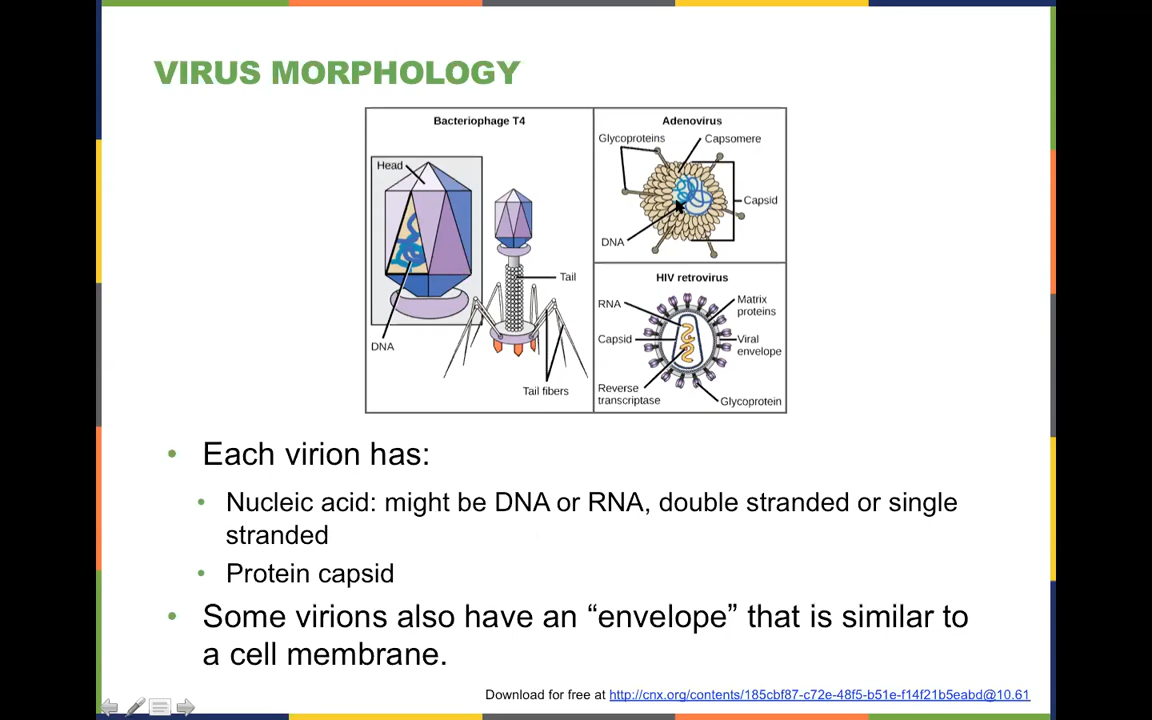 VIRUS MORPHOLOGY
Bacteriophage T4
Head
DNA
Tail
Tail fibers
Adenovirus
Glycoproteins
Capsomere
Capsid
DNA
HIV retrovirus
RNA
Matrix
proteins
Capsid
Viral
envelope
Reverse
transcriptase
Glycoprotein
• Each virion has:
• Nucleic acid: might be DNA or RNA, double stranded or single
stranded
• Protein capsid
• Some virions also have an “envelope” that is similar to
a cell membrane.
Download for free at http://cnx.org/contents/185cbf87-c72e-48f5-b51e-f14f21b5eabd@10.61